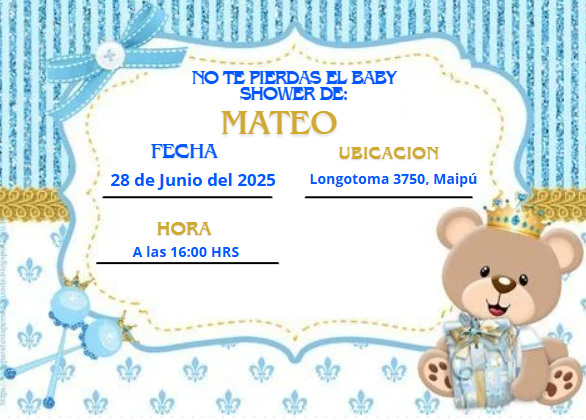 NO TE PIERDAS EL BABY
SHOWER DE:
MATEO
FECHA
28 de Junio del 2025
UBICACION
Longotoma 3750, Maipú
HORA
A las 16:00 HRS